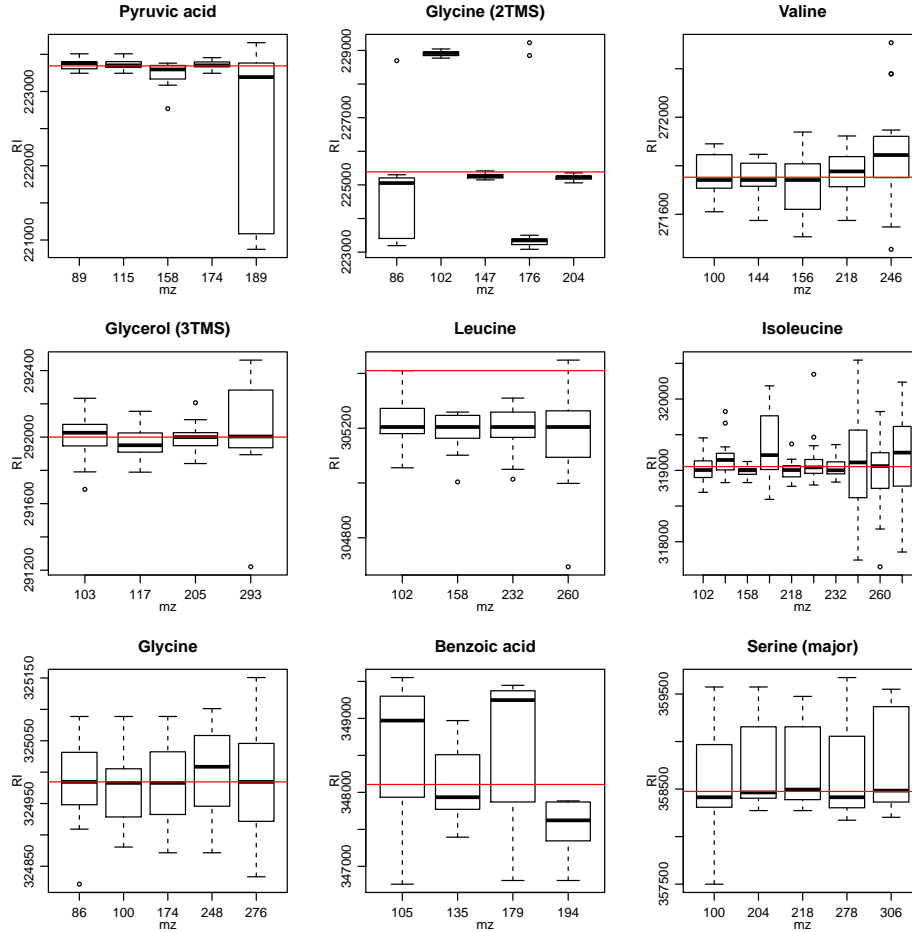 Pyruvic acid
RI
221000
222000
223000
89 115 158 174 189
mz
Glycine (2TMS)
RI
223000
225000
227000
229000
86 102 147 176 204
mz
Valine
RI
271600
272000
100 144 156 218 246
mz
Glycerol (3TMS)
RI
291200
291600
292000
292400
103 117 205 293
mz
Leucine
RI
304800
305200
102 158 232 260
mz
Isoleucine
RI
318000
319000
320000
102 158 218 232 260
mz
Glycine
RI
324850
324950
325050
325150
86 100 174 248 276
mz
Benzoic acid
RI
347000
348000
349000
105 135 179 194
mz
Serine (major)
RI
357500
358500
359500
100 204 218 278 306
mz